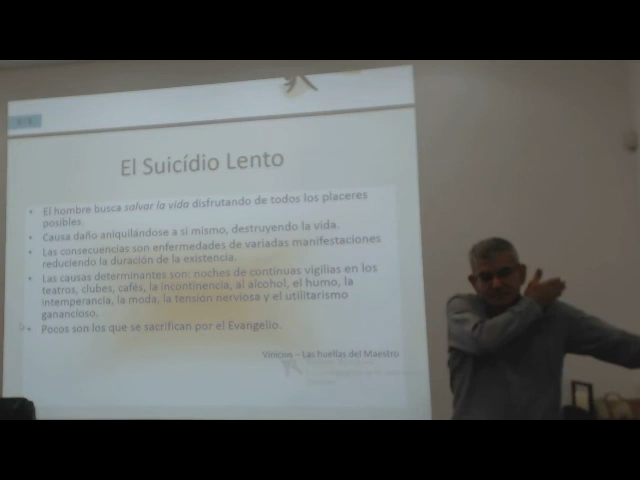 El Suicídio Lento
• El hombre busca salvar la vida disfrutando de todos los placeres
posibles.
• Causa daño aniquilándose a si mismo, destruyendo la vida.
• Las consecuencias son enfermedades de variadas manifestaciones
reduciendo la duración de la existencia.
• Las causas determinantes son: noches de continuas vigilias en los
teatros, clubes, cafés, la incontinencia, al alcohol, el humo, la
intemperancia, la moda, la tensión nerviosa y el utilitarismo
ganancioso.
• Pocos son los que se sacrifican por el Evangelio.
– Las huellas del Maestro